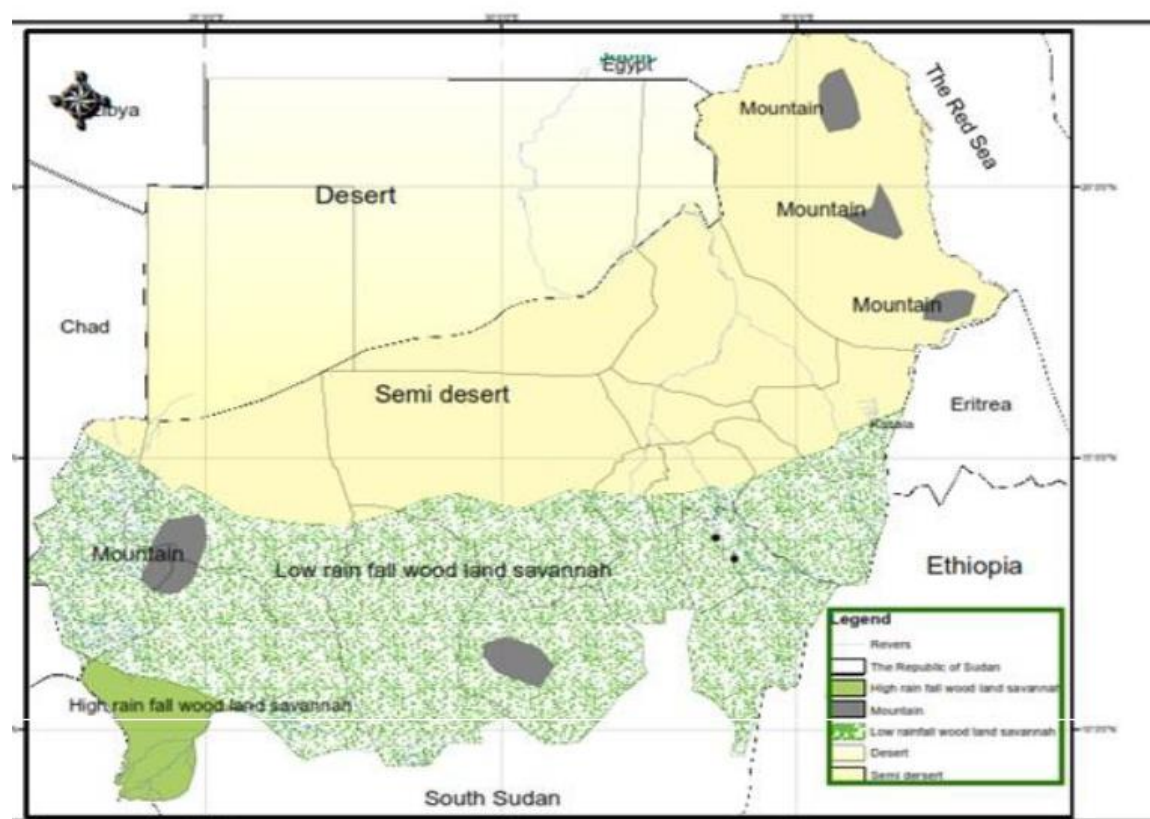 Egypt
Libya
The Red Sea
Mountain
Desert
Mountain
Mountain
Chad
Semi desert
Eritrea
Kassala
Mountain
Low rain fall wood land savannah
Ethiopia
High rain fall wood land savannah
South Sudan
Legend
Revers
The Republic of Sudan
High rain fall wood land savannah
Mountain
Low rainfall wood land savannah
Desert
Semi dersert